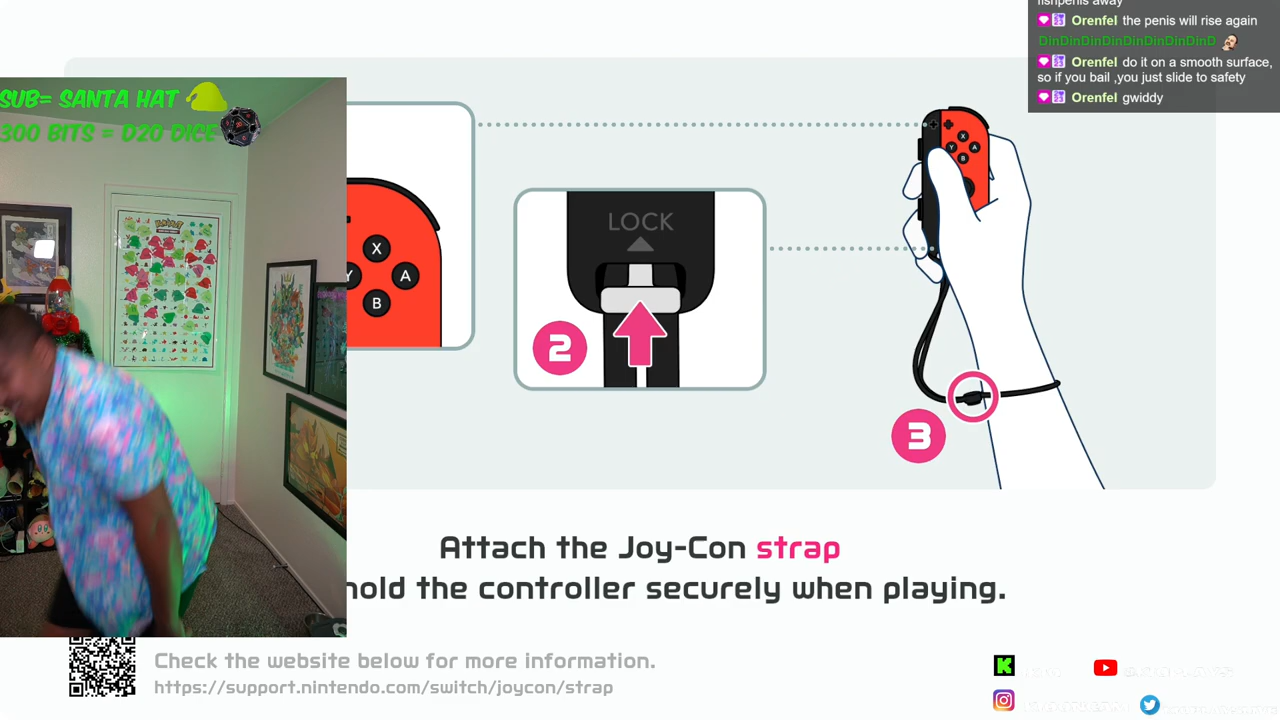 fishpenis away
Orenfel the penis will rise again
DinDinDinDinDinDinDinDinD
Orenfel do it on a smooth surface,
so if you bail ,you just slide to safety
Orenfel gwiddy
SUB= SANTA HAT
300 BITS = D20 DICE
X
Y
A
B
LOCK
2
X
Y
A
B
3
Attach the Joy-Con strap
hold the controller securely when playing.
Check the website below for more information.
https://support.nintendo.com/switch/joycon/strap
K